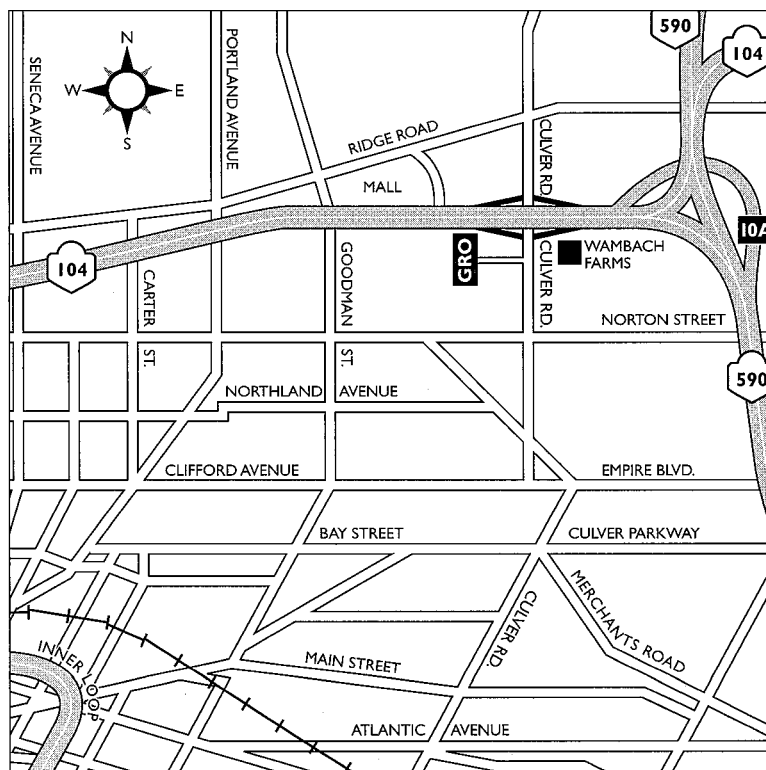 590
104
N
W E
S
SENECA AVENUE
PORTLAND AVENUE
RIDGE ROAD
CULVER RD.
MALL
10A
104
CARTER ST.
GOODMAN ST.
GRO
CULVER RD.
WAMBACH
FARMS
NORTON STREET
590
NORTHLAND AVENUE
CLIFFORD AVENUE
EMPIRE BLVD.
BAY STREET
CULVER PARKWAY
MERCHANTS ROAD
CULVER RD.
INNER LOOP
MAIN STREET
ATLANTIC AVENUE